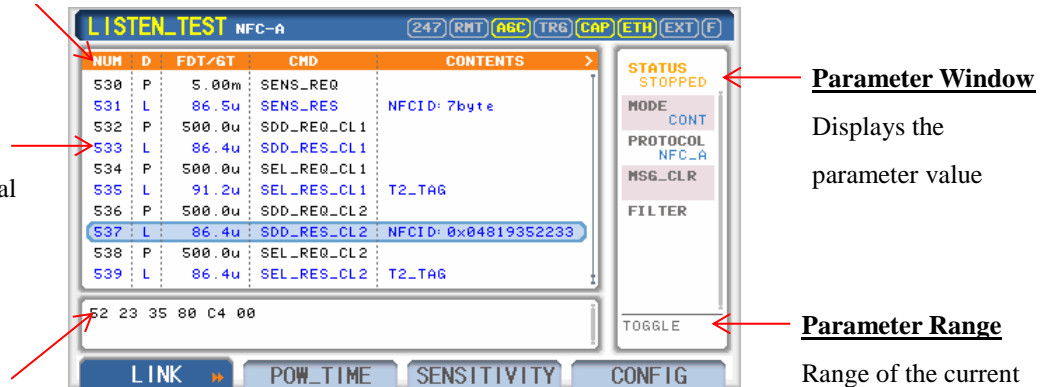 LISTEN_TEST NFC-A 247 RMT AGC TRG CAP ETH EXT F
NUM D FDT/GT CMD CONTENTS >
530 P 5.00m SENS_REQ
531 L 86.5u SENS_RES NFCID: 7byte
532 P 500.0u SDD_REQ_CL1
533 L 86.4u SDD_RES_CL1
534 P 500.0u SEL_REQ_CL1
535 L 91.2u SEL_RES_CL1 T2_TAG
536 P 500.0u SDD_REQ_CL2
537 L 86.4u SDD_RES_CL2 NFCID: 0x04819352233
538 P 500.0u SEL_REQ_CL2
539 L 86.4u SEL_RES_CL2 T2_TAG
52 23 35 80 C4 00
STATUS
STOPPED
MODE
CONT
PROTOCOL
NFC_A
MSG_CLR
FILTER
TOGGLE
LINK POW_TIME SENSITIVITY CONFIG
al
Parameter Window
Displays the
parameter value
Parameter Range
Range of the current